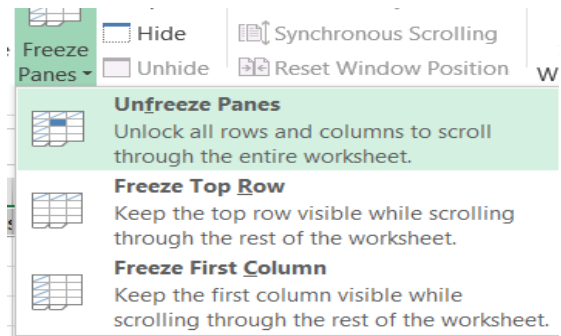 Hide
Synchronous Scrolling
Freeze
Panes
Unhide
Reset Window Position
W
Unfreeze Panes
Unlock all rows and columns to scroll
through the entire worksheet.
Freeze Top Row
Keep the top row visible while scrolling
through the rest of the worksheet.
Freeze First Column
Keep the first column visible while
scrolling through the rest of the worksheet.